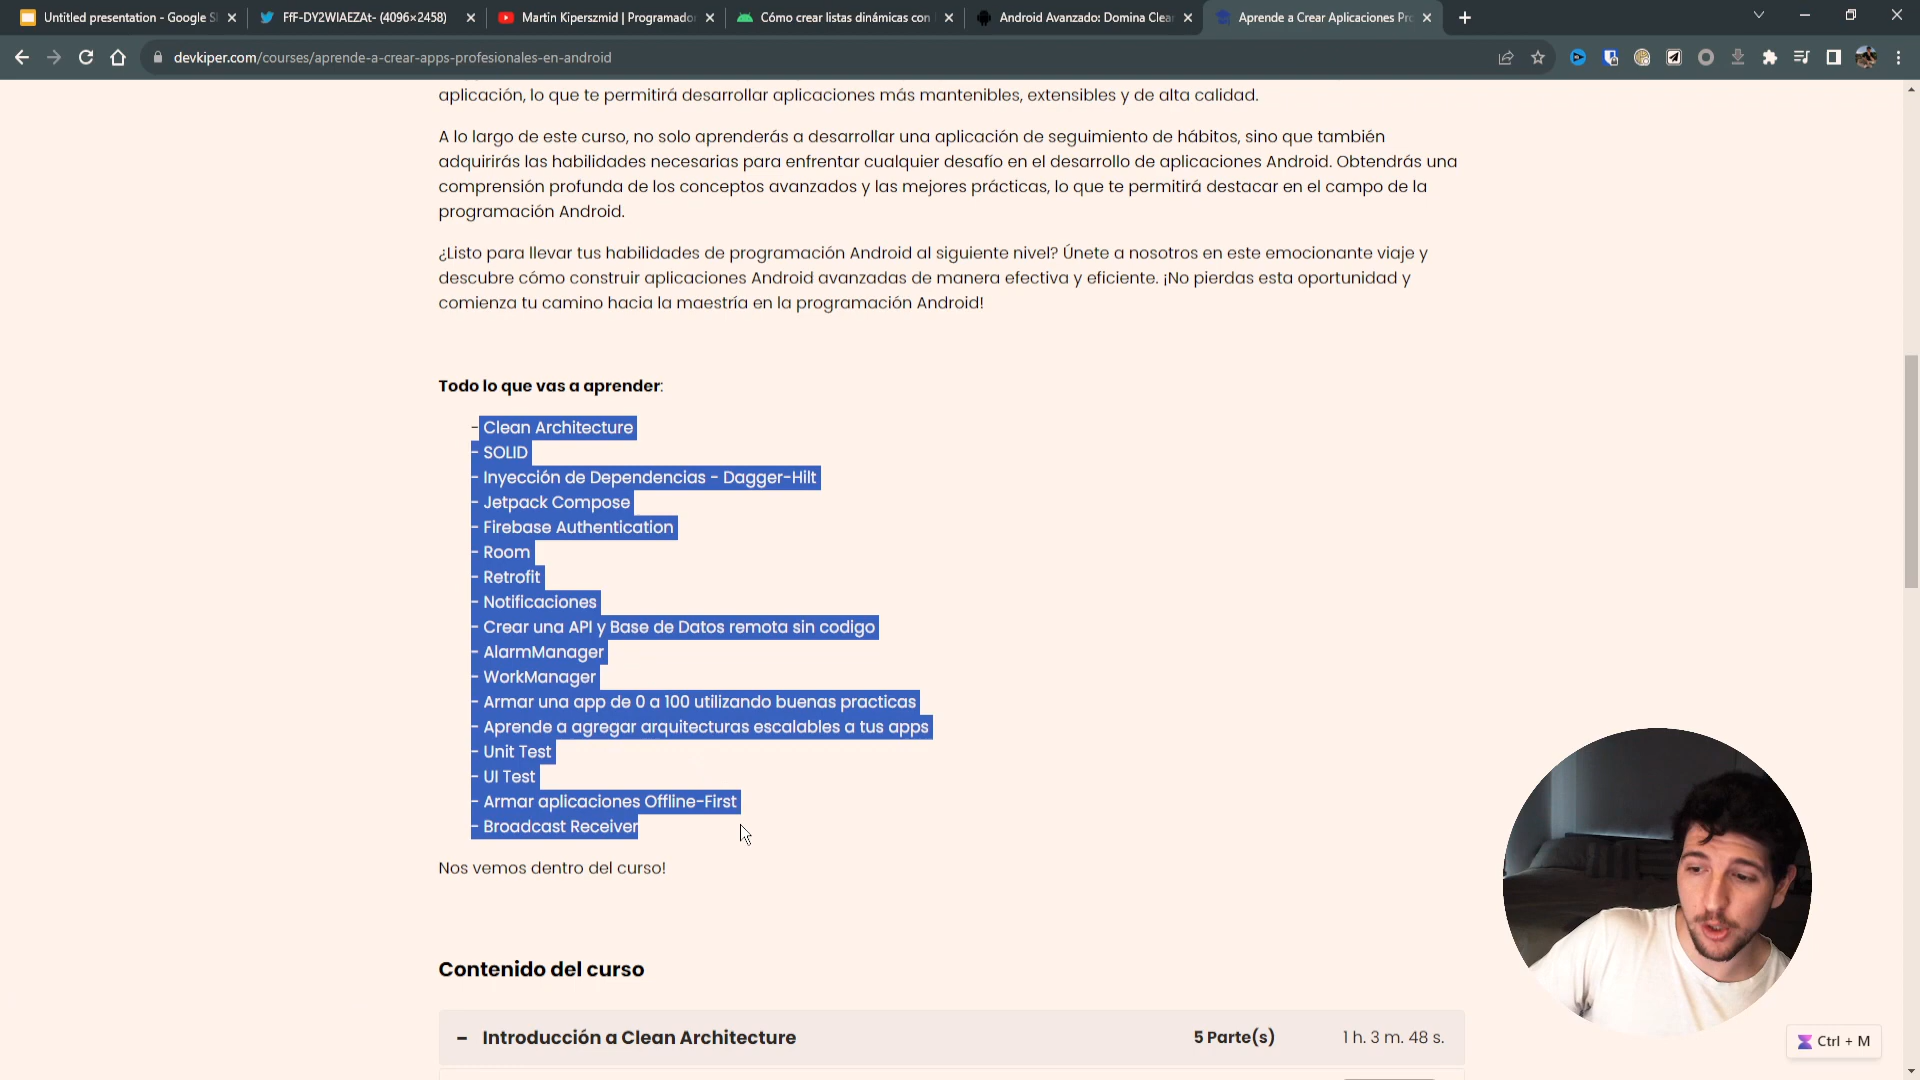 Untitled presentation - Google S
FfF-DY2WIAEZAt- (4096×2458)
Martin Kiperszmid | Programador
Cómo crear listas dinámicas con
Android Avanzado: Domina Clea
Aprende a Crear Aplicaciones Pro
devkiper.com/courses/aprende-a-crear-apps-profesionales-en-android
aplicación, lo que te permitirá desarrollar aplicaciones más mantenibles, extensibles y de alta calidad.
A lo largo de este curso, no solo aprenderás a desarrollar una aplicación de seguimiento de hábitos, sino que también
adquirirás las habilidades necesarias para enfrentar cualquier desafío en el desarrollo de aplicaciones Android. Obtendrás una
comprensión profunda de los conceptos avanzados y las mejores prácticas, lo que te permitirá destacar en el campo de la
programación Android.
¿Listo para llevar tus habilidades de programación Android al siguiente nivel? Únete a nosotros en este emocionante viaje y
descubre cómo construir aplicaciones Android avanzadas de manera efectiva y eficiente. ¡No pierdas esta oportunidad y
comienza tu camino hacia la maestría en la programación Android!
Todo lo que vas a aprender:
- Clean Architecture
- SOLID
- Inyección de Dependencias - Dagger-Hilt
- Jetpack Compose
- Firebase Authentication
- Room
- Retrofit
- Notificaciones
- Crear una API y Base de Datos remota sin codigo
- AlarmManager
- WorkManager
- Armar una app de 0 a 100 utilizando buenas practicas
- Aprende a agregar arquitecturas escalables a tus apps
- Unit Test
- UI Test
- Armar aplicaciones Offline-First
- Broadcast Receiver
Nos vemos dentro del curso!
Contenido del curso
– Introducción a Clean Architecture 5 Parte(s) 1 h. 3 m. 48 s.
Ctrl + M